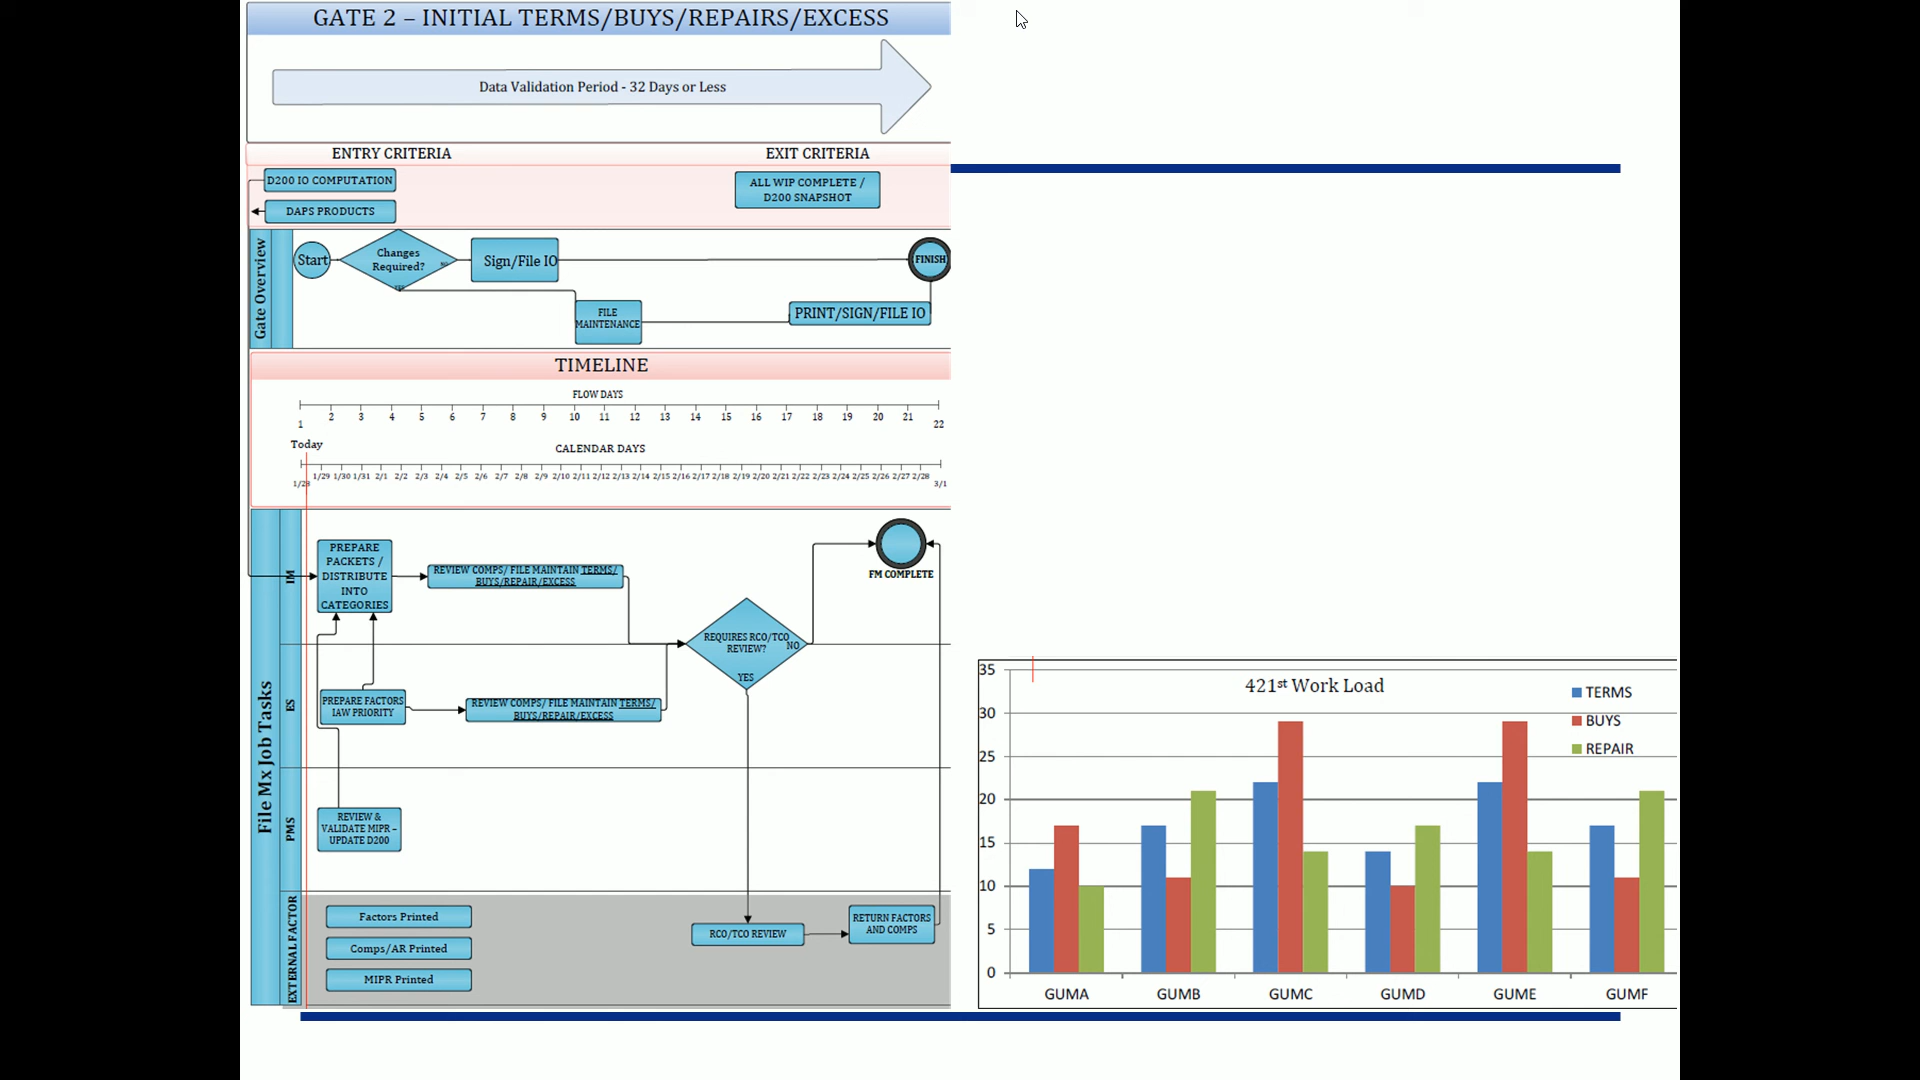 GATE 2 – INITIAL TERMS/BUYS/REPAIRS/EXCESS
Data Validation Period - 32 Days or Less
ENTRY CRITERIA
EXIT CRITERIA
D200 IO COMPUTATION
DAPS PRODUCTS
ALL WIP COMPLETE /
D200 SNAPSHOT
Gate Overview
Start
Changes
Required?
NO
YES
Sign/File IO
FINISH
FILE
MAINTENANCE
PRINT/SIGN/FILE IO
TIMELINE
FLOW DAYS
1 2 3 4 5 6 7 8 9 10 11 12 13 14 15 16 17 18 19 20 21 22
Today
CALENDAR DAYS
1/28 1/29 1/30 1/31 2/1 2/2 2/3 2/4 2/5 2/6 2/7 2/8 2/9 2/10 2/11 2/12 2/13 2/14 2/15 2/16 2/17 2/18 2/19 2/20 2/21 2/22 2/23 2/24 2/25 2/26 2/27 2/28 3/1
File Mx Job Tasks
IM
PREPARE
PACKETS /
DISTRIBUTE
INTO
CATEGORIES
REVIEW COMPS/ FILE MAINTAIN TERMS/
BUYS/REPAIR/EXCESS
FM COMPLETE
REQUIRES RCO/TCO
REVIEW?
NO
YES
ES
PREPARE FACTORS
IAW PRIORITY
REVIEW COMPS/ FILE MAINTAIN TERMS/
BUYS/REPAIR/EXCESS
PMS
REVIEW &
VALIDATE MIPR –
UPDATE D200
EXTERNAL FACTOR
Factors Printed
Comps/AR Printed
MIPR Printed
RCO/TCO REVIEW
RETURN FACTORS
AND COMPS
421st Work Load
TERMS
BUYS
REPAIR
35
30
25
20
15
10
5
0
GUMA GUMB GUMC GUMD GUME GUMF